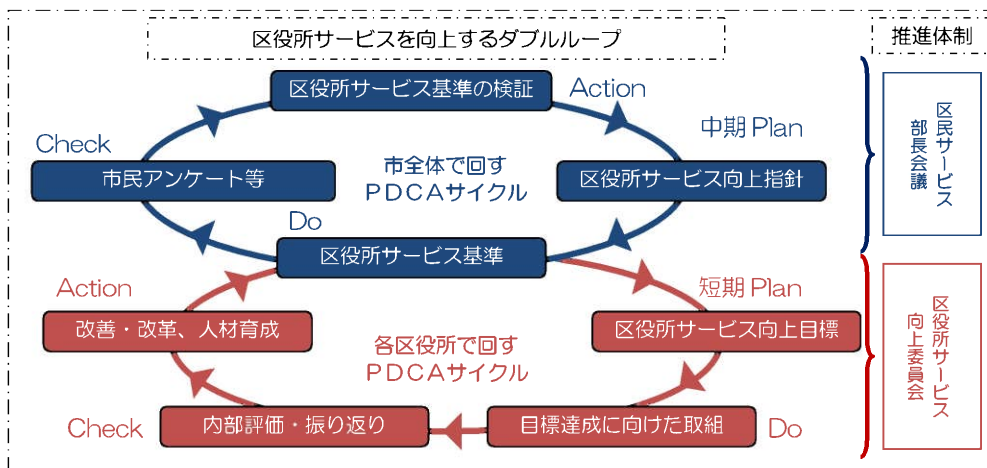 区役所サービスを向上するダブルループ
推進体制
区役所サービス基準の検証
Action
中期 Plan
Check
市民アンケート等
市全体で回す
ＰＤＣＡサイクル
区役所サービス向上指針
区民サービス
部長会議
Do
区役所サービス基準
Action
短期 Plan
改善・改革、人材育成
各区役所で回す
ＰＤＣＡサイクル
区役所サービス向上目標
区役所サービス
向上委員会
Check
内部評価・振り返り
目標達成に向けた取組
Do